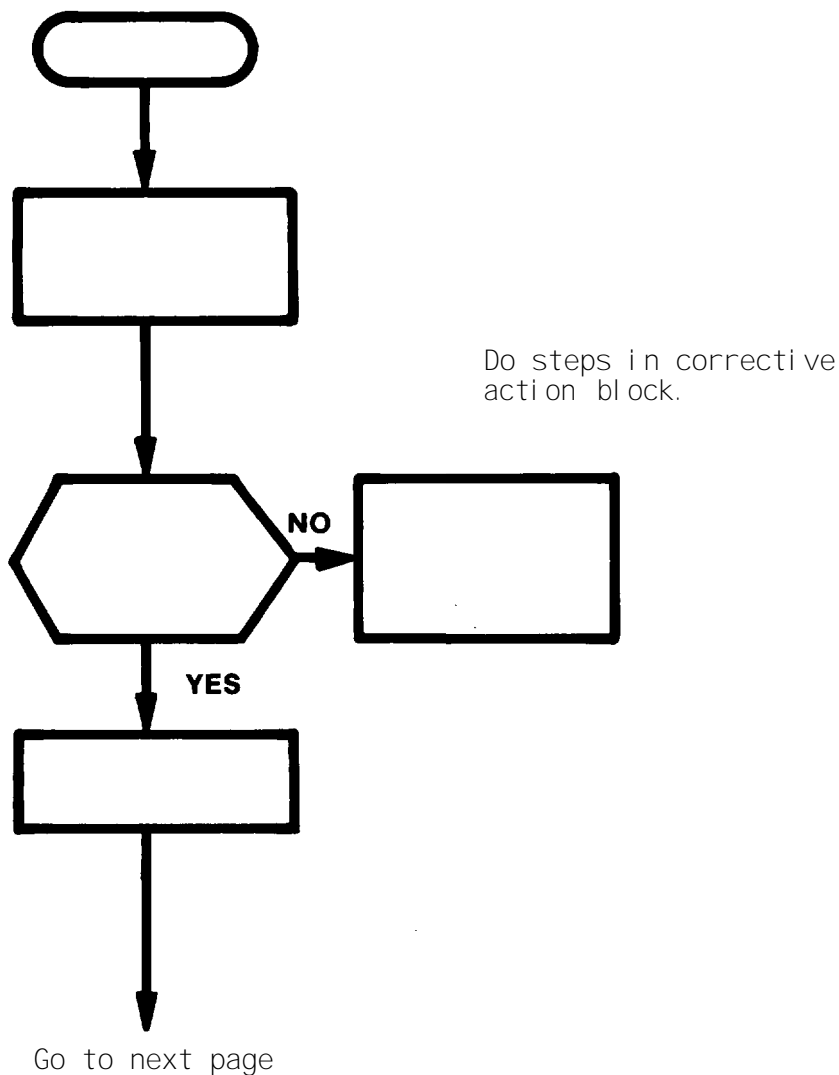 Do steps in corrective
action block.
NO
YES
Go to next page